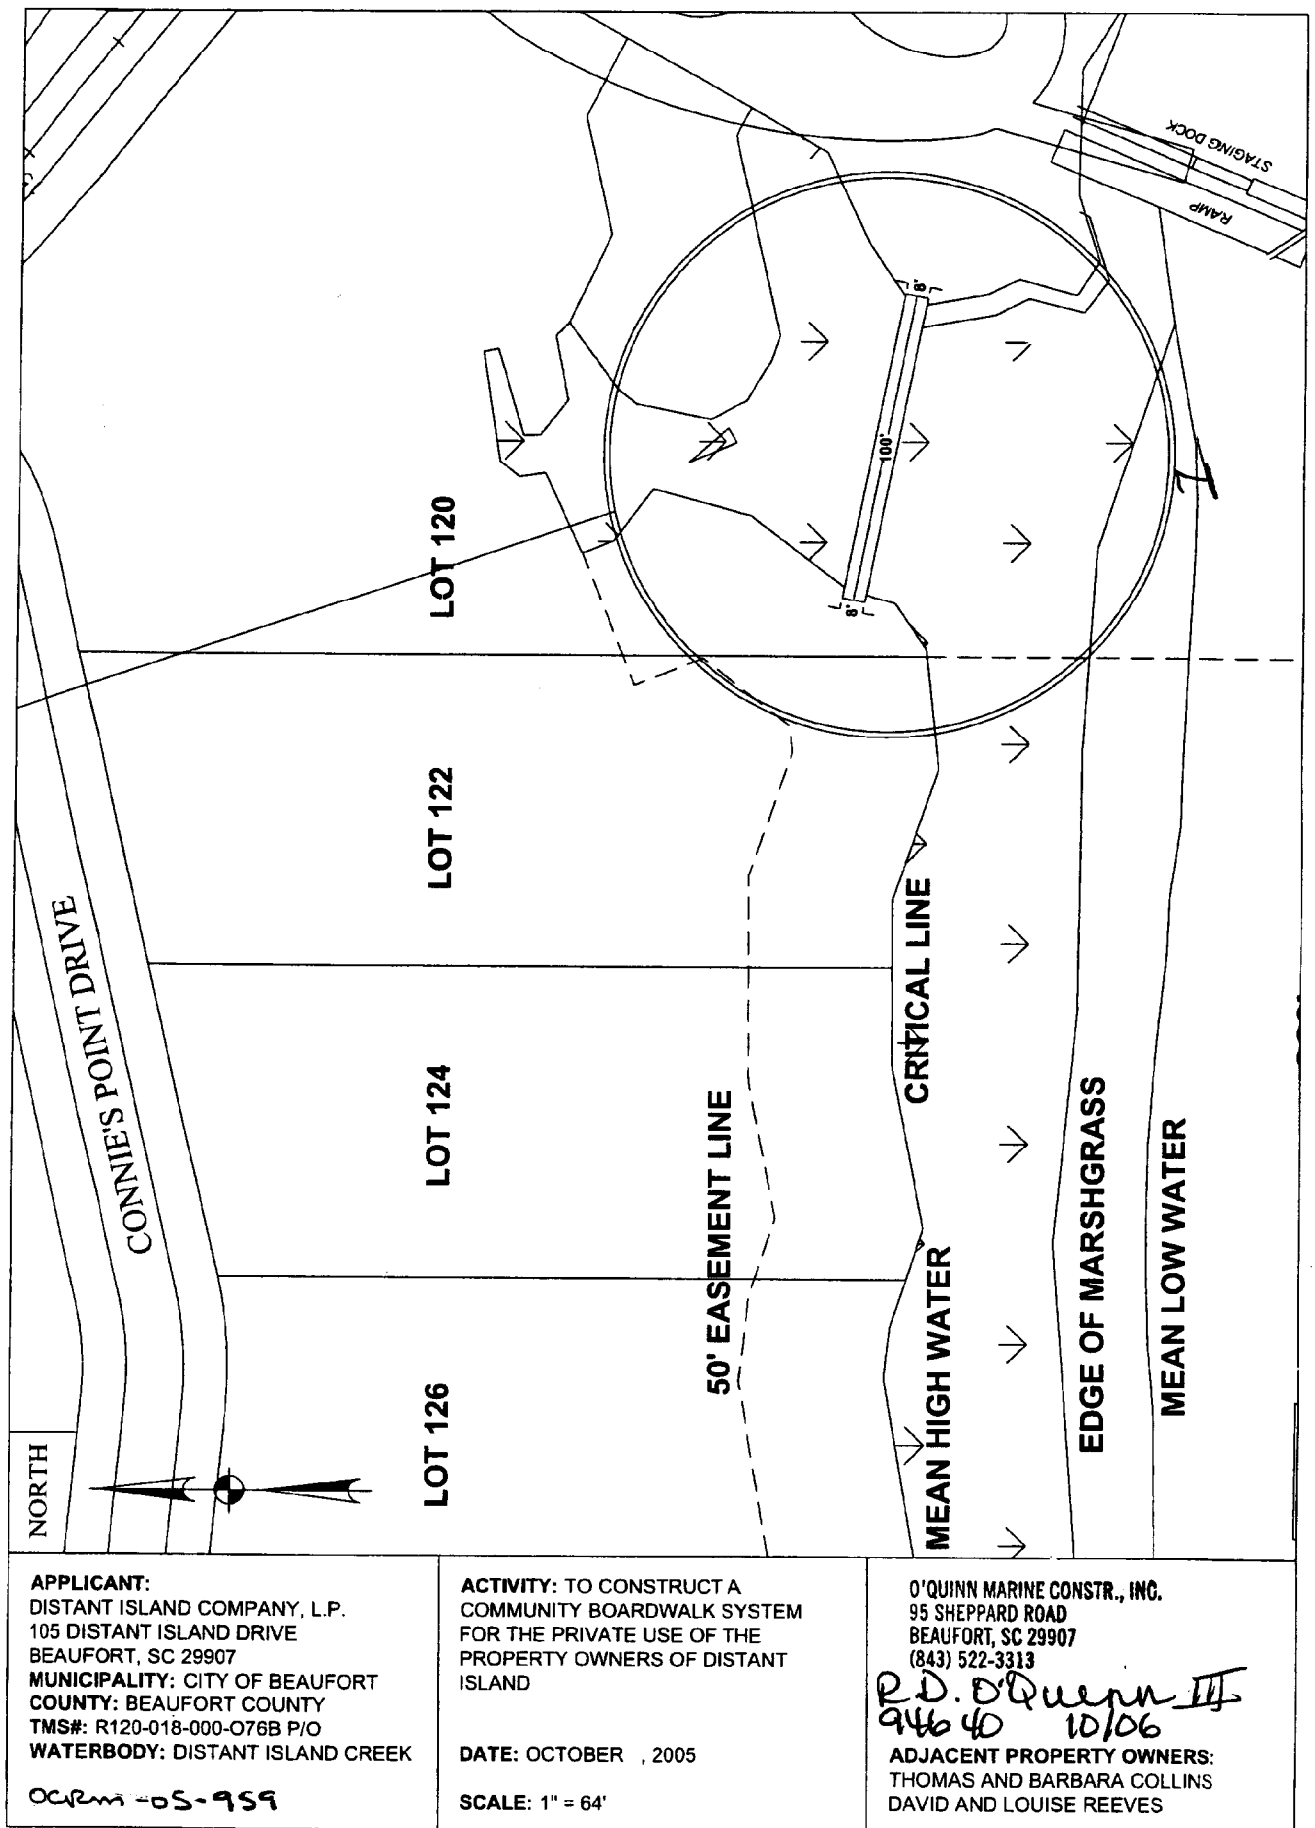 STAGING DOCK
RAMP
8'
100'
8'
LOT 120
LOT 122
LOT 124
LOT 126
CONNIE'S POINT DRIVE
50' EASEMENT LINE
CRITICAL LINE
MEAN HIGH WATER
EDGE OF MARSHGRASS
MEAN LOW WATER
NORTH
APPLICANT:
DISTANT ISLAND COMPANY, L.P.
105 DISTANT ISLAND DRIVE
BEAUFORT, SC 29907
MUNICIPALITY: CITY OF BEAUFORT
COUNTY: BEAUFORT COUNTY
TMS#: R120-018-000-O76B P/O
WATERBODY: DISTANT ISLAND CREEK
OCRM-05-959
ACTIVITY: TO CONSTRUCT A
COMMUNITY BOARDWALK SYSTEM
FOR THE PRIVATE USE OF THE
PROPERTY OWNERS OF DISTANT
ISLAND
DATE: OCTOBER , 2005
SCALE: 1" = 64'
O'QUINN MARINE CONSTR., INC.
95 SHEPPARD ROAD
BEAUFORT, SC 29907
(843) 522-3313
R.D. O'Quinn III
94640 10/06
ADJACENT PROPERTY OWNERS:
THOMAS AND BARBARA COLLINS
DAVID AND LOUISE REEVES